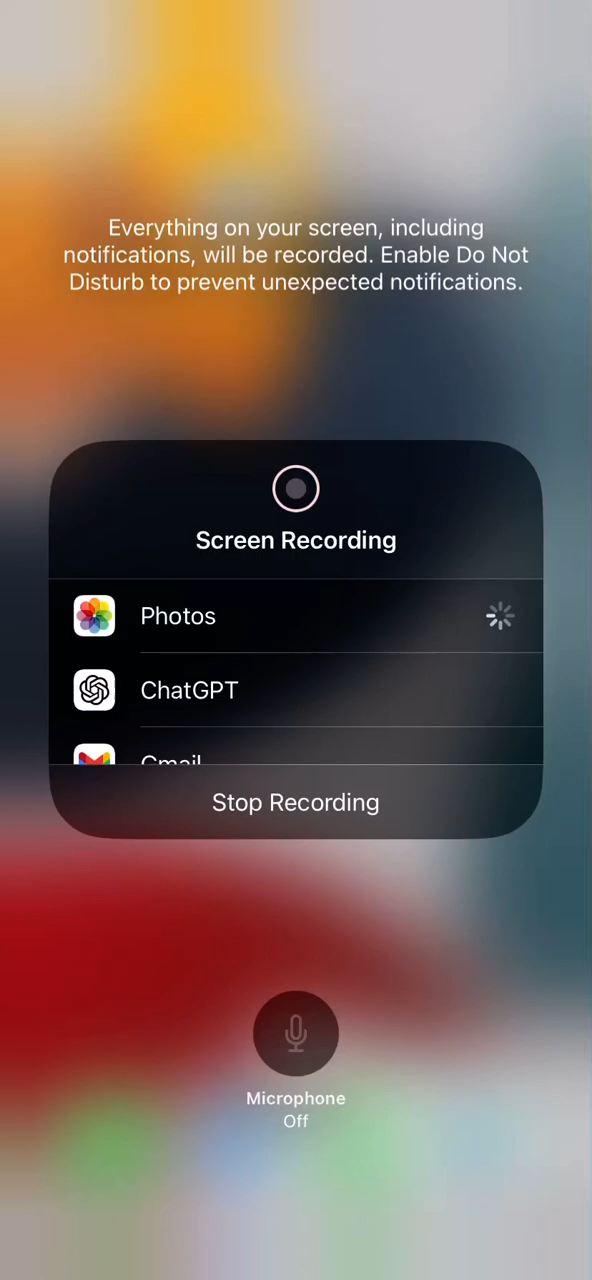 Everything on your screen, including
notifications, will be recorded. Enable Do Not
Disturb to prevent unexpected notifications.
Screen Recording
Photos
ChatGPT
Gmail
Stop Recording
Microphone
Off